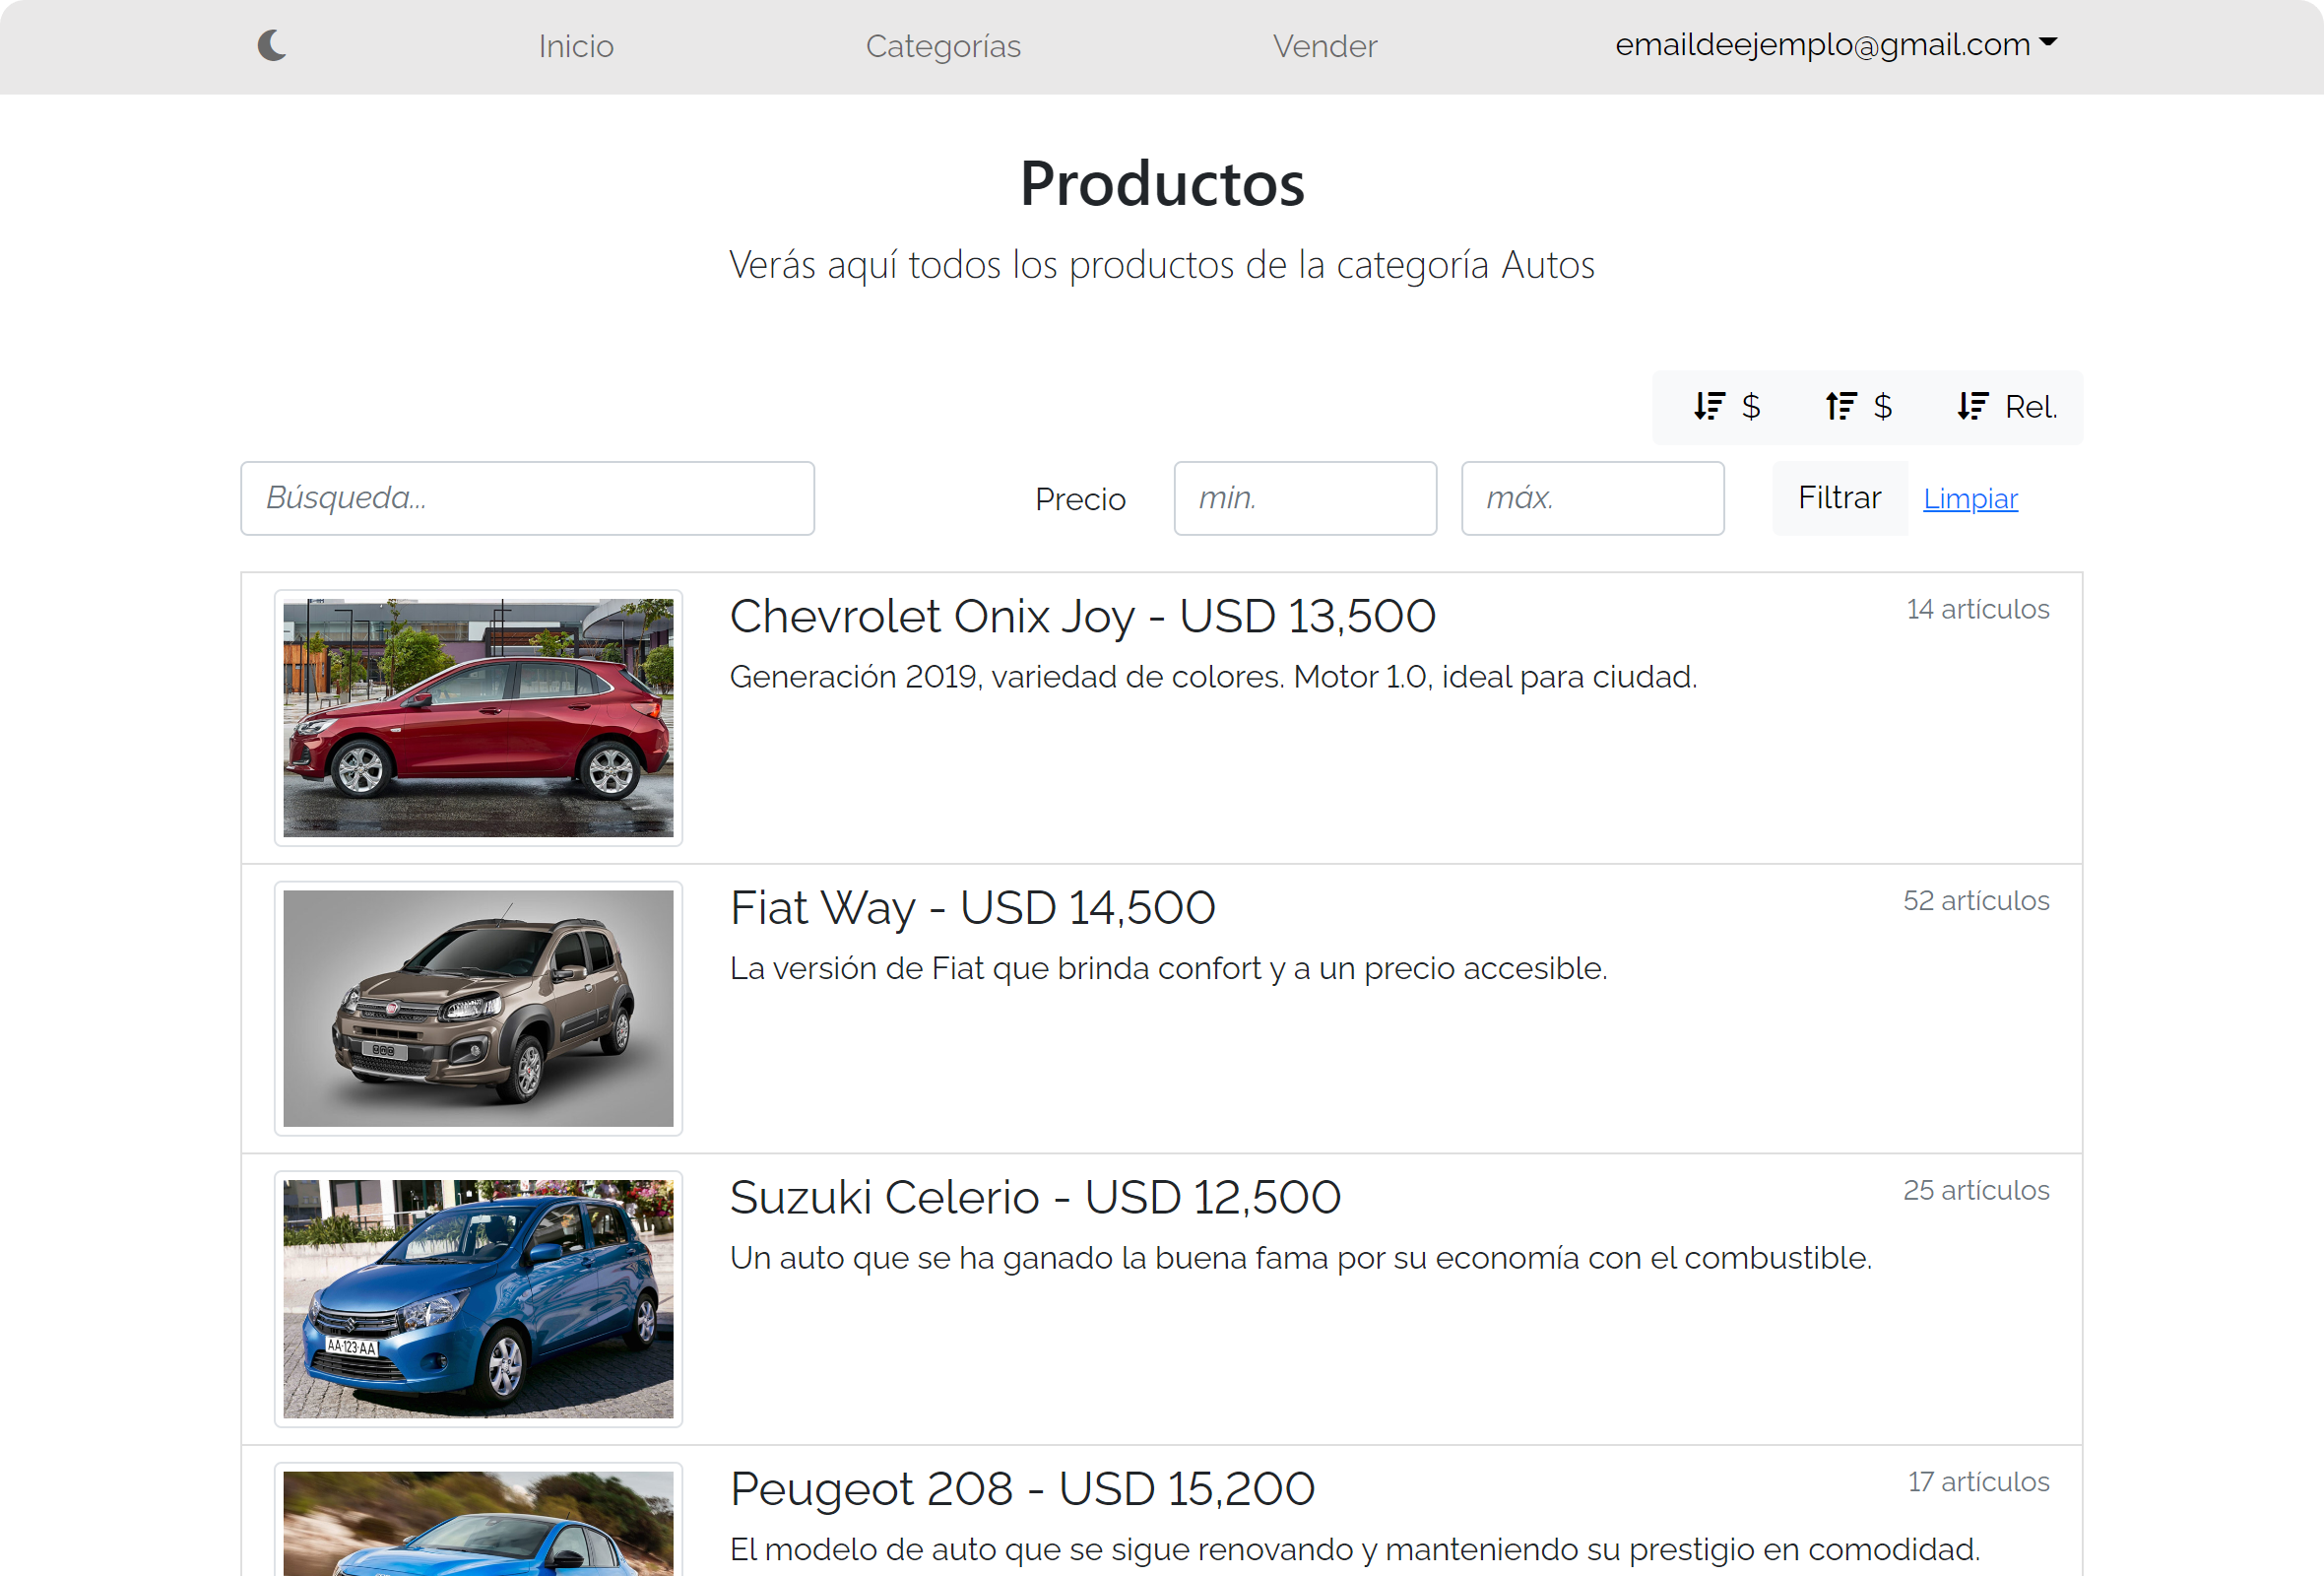 Inicio Categorías Vender emaildeejemplo@gmail.com
Productos
Verás aquí todos los productos de la categoría Autos
$ $ Rel.
Búsqueda... Precio min. máx. Filtrar Limpiar
Chevrolet Onix Joy - USD 13,500 14 artículos
Generación 2019, variedad de colores. Motor 1.0, ideal para ciudad.
Fiat Way - USD 14,500 52 artículos
La versión de Fiat que brinda confort y a un precio accesible.
uno
Suzuki Celerio - USD 12,500 25 artículos
Un auto que se ha ganado la buena fama por su economía con el combustible.
AA·123·AA
Peugeot 208 - USD 15,200 17 artículos
El modelo de auto que se sigue renovando y manteniendo su prestigio en comodidad.